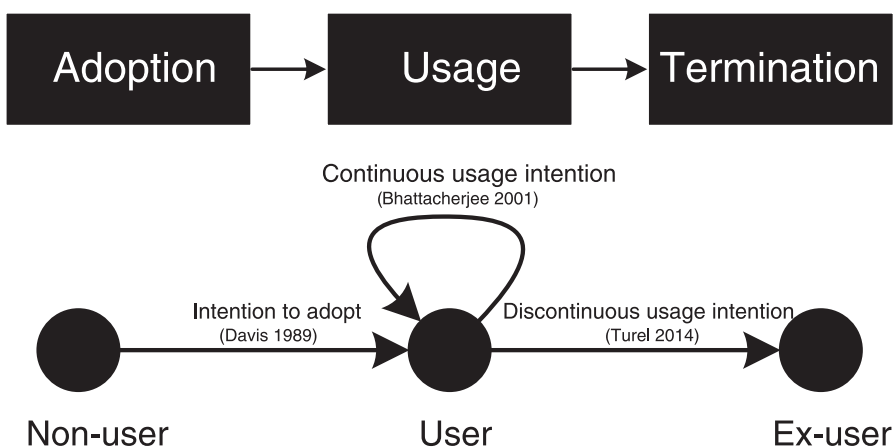 Adoption
Usage
Termination
Continuous usage intention
(Bhattacherjee 2001)
Intention to adopt
(Davis 1989)
Discontinuous usage intention
(Turel 2014)
Non-user
User
Ex-user